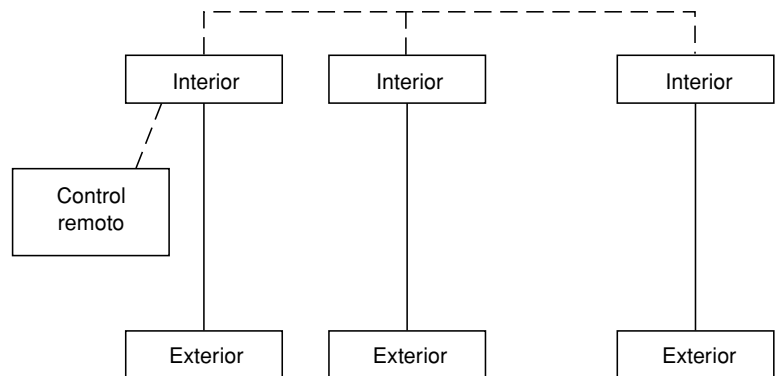 Interior
Interior
Interior
Control
remoto
Exterior
Exterior
Exterior